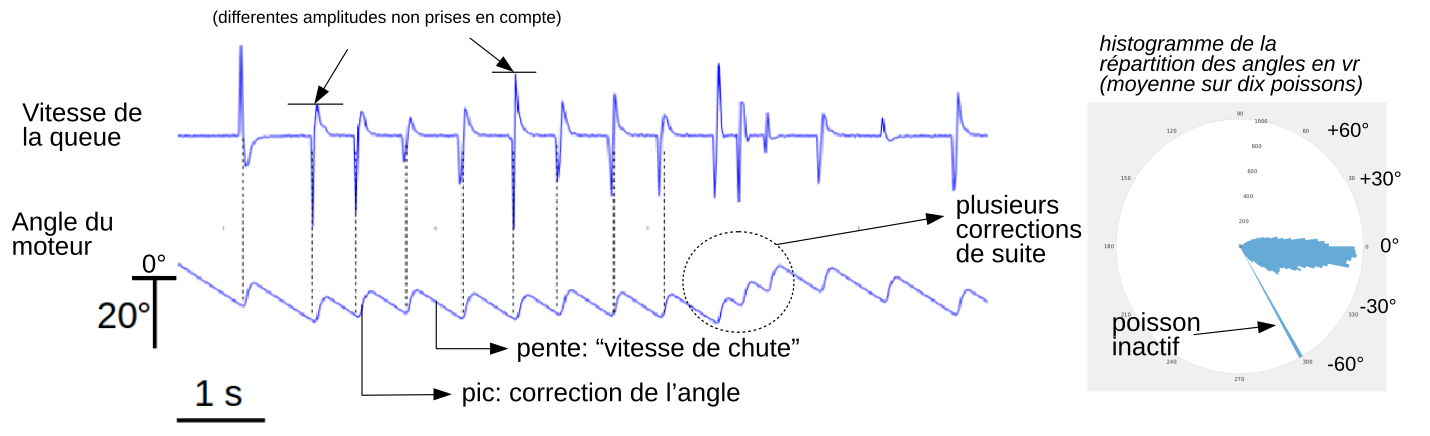 (differentes amplitudes non prises en compte)
Vitesse de
la queue
Angle du
moteur
0°
20°
1 s
plusieurs
corrections
de suite
pente: “vitesse de chute”
pic: correction de l’angle
histogramme de la
répartition des angles en vr
(moyenne sur dix poissons)
90
1000
800
600
400
200
0
60
120
150
180
210
240
270
300
330
30
0
+60°
+30°
0°
-30°
-60°
poisson
inactif